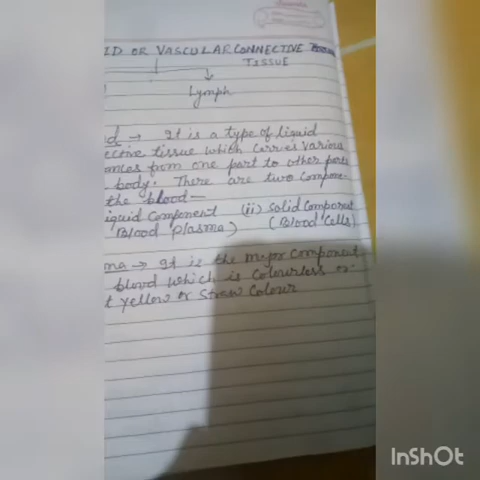 ID OR VASCULAR CONNECTIVE
TISSUE
Lymph
d → It is a type of liquid
ective tissue which carries various
ances from one part to other parts
body. There are two compone
the blood—
iquid Component (ii) Solid Component
Blood plasma) (Blood Cells)
ma → It is the major component
blood which is colourless or
t yellow or straw colour
InShOt